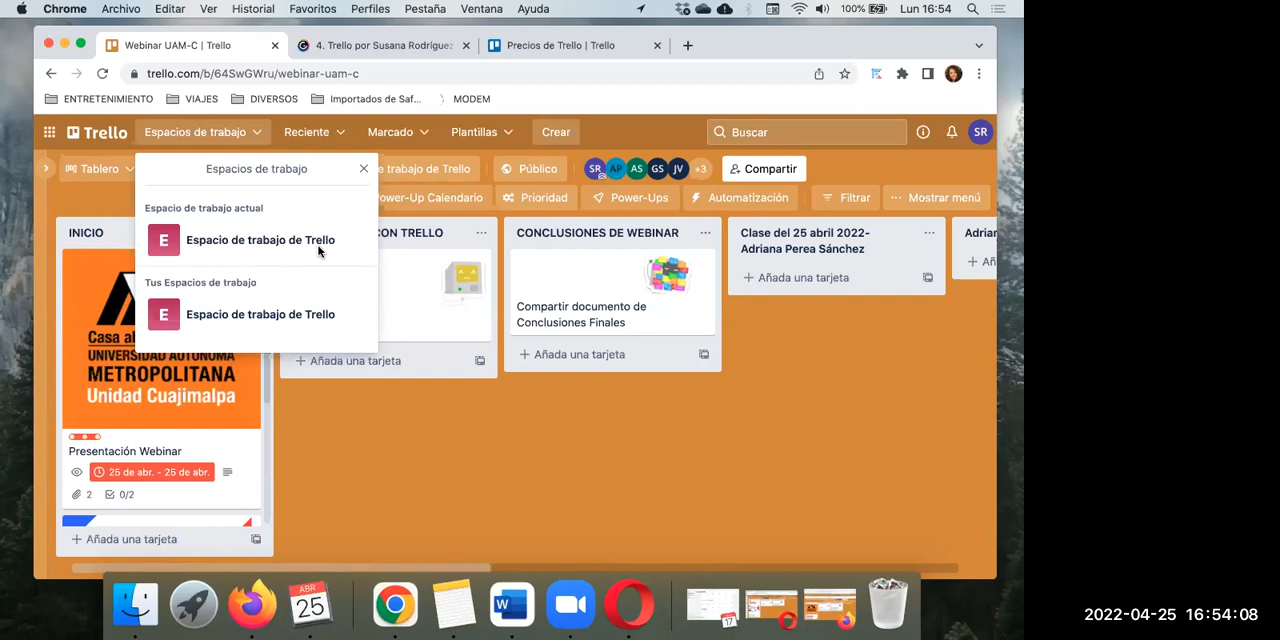 Chrome Archivo Editar Ver Historial Favoritos Perfiles Pestaña Ventana Ayuda 100% Lun 16:54
Webinar UAM-C | Trello
4. Trello por Susana Rodríguez
Precios de Trello | Trello
trello.com/b/64SwGWru/webinar-uam-c
ENTRETENIMIENTO VIAJES DIVERSOS Importados de Saf... MODEM
Trello Espacios de trabajo Reciente Marcado Plantillas Crear Buscar SR
Tablero e trabajo de Trello Público SR AP AS GS JV +3 Compartir
Power-Up Calendario Prioridad Power-Ups Automatización Filtrar Mostrar menú
Espacios de trabajo
Espacio de trabajo actual
E Espacio de trabajo de Trello
Tus Espacios de trabajo
E Espacio de trabajo de Trello
INICIO
Casa a
UNIVERSIDAD AUTÓNOMA
METROPOLITANA
Unidad Cuajimalpa
Presentación Webinar
25 de abr. - 25 de abr.
2 0/2
Añada una tarjeta
CON TRELLO
Añada una tarjeta
CONCLUSIONES DE WEBINAR
Compartir documento de
Conclusiones Finales
Añada una tarjeta
Clase del 25 abril 2022-
Adriana Perea Sánchez
Añada una tarjeta
Adrian
Añ
ABR
25
W
17
2022-04-25 16:54:08